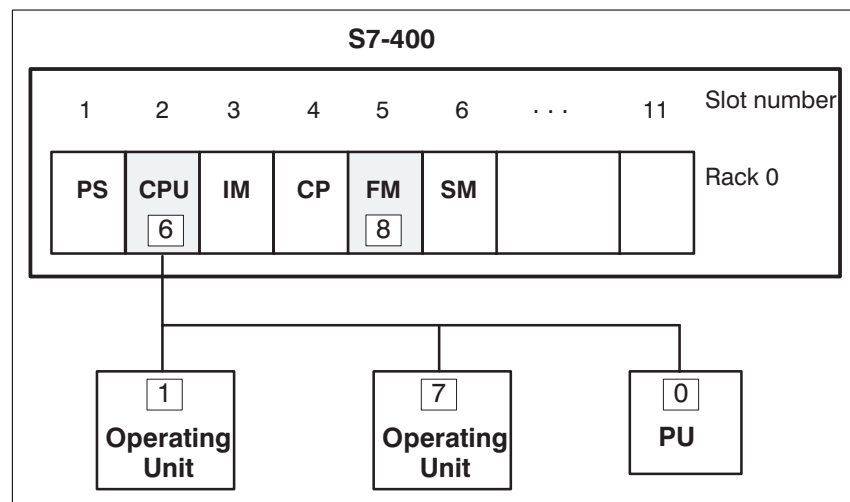 S7-400
1 2 3 4 5 6 . . . 11 Slot number
PS CPU IM CP FM SM Rack 0
6 8
1 7 0
Operating Operating PU
Unit Unit